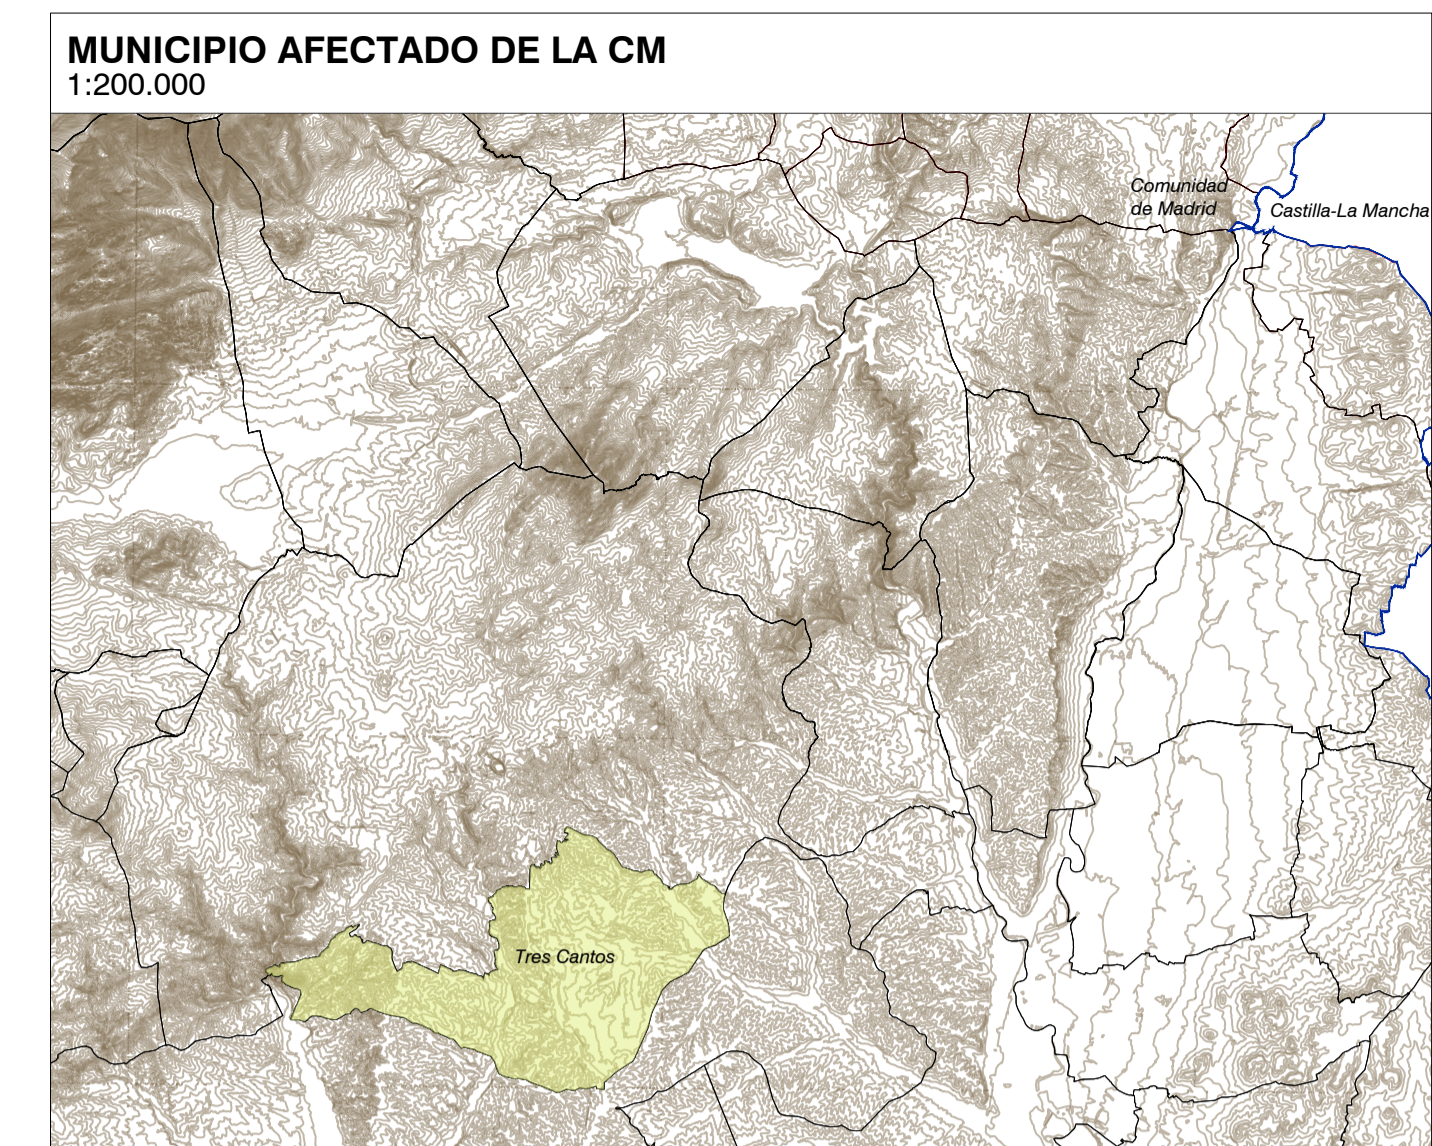 MUNICIPIO AFECTADO DE LA CM
1:200.000
Comunidad
de Madrid
Castilla-La Mancha
Tres Cantos